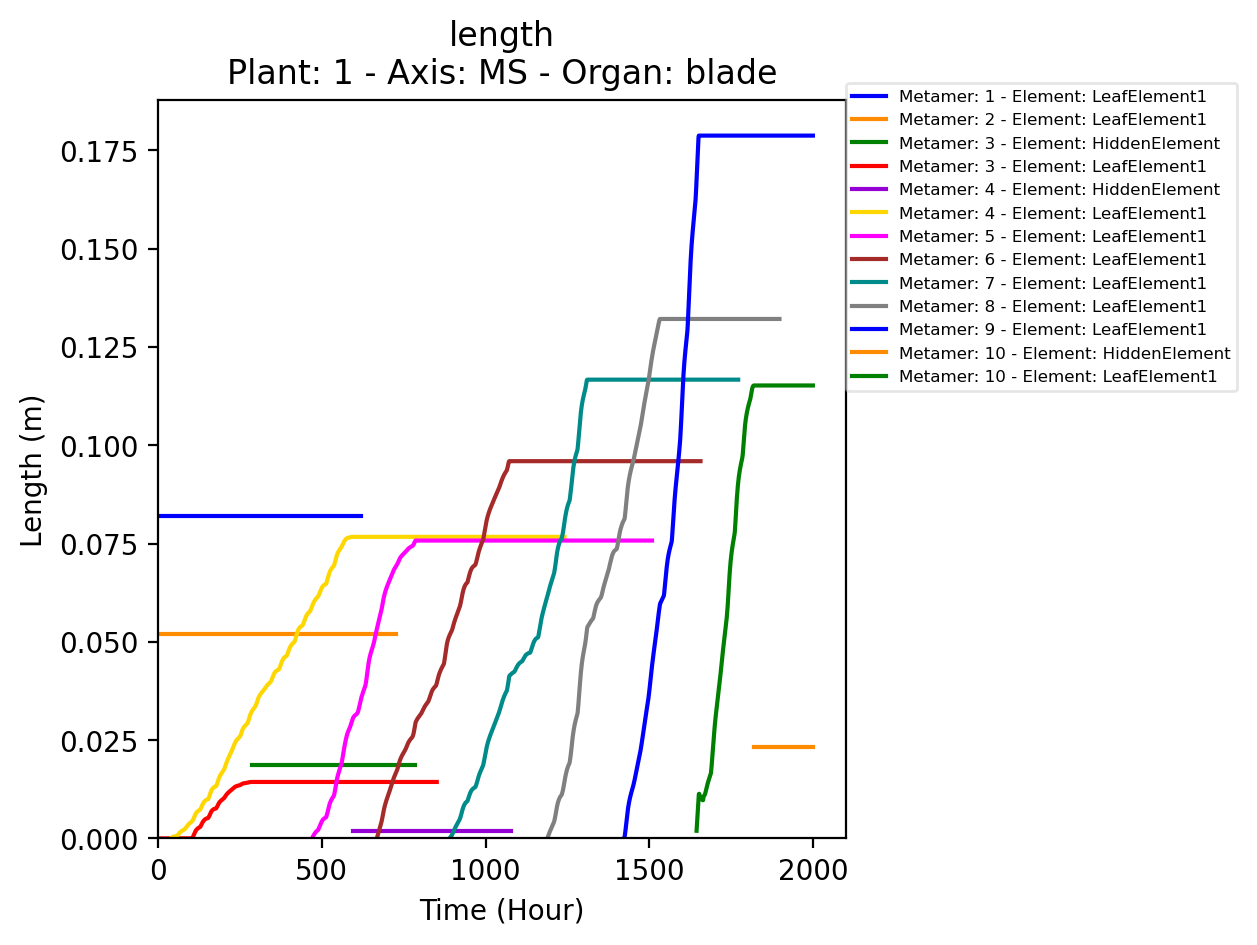 length
Plant: 1 - Axis: MS - Organ: blade
Metamer: 1 - Element: LeafElement1
Metamer: 2 - Element: LeafElement1
Metamer: 3 - Element: HiddenElement
Metamer: 3 - Element: LeafElement1
Metamer: 4 - Element: HiddenElement
Metamer: 4 - Element: LeafElement1
Metamer: 5 - Element: LeafElement1
Metamer: 6 - Element: LeafElement1
Metamer: 7 - Element: LeafElement1
Metamer: 8 - Element: LeafElement1
Metamer: 9 - Element: LeafElement1
Metamer: 10 - Element: HiddenElement
Metamer: 10 - Element: LeafElement1
Length (m)
0.175
0.150
0.125
0.100
0.075
0.050
0.025
0.000
0 500 1000 1500 2000
Time (Hour)